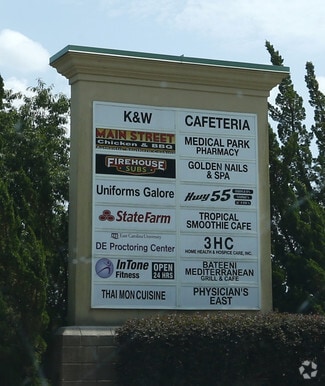 K&W CAFETERIA
MAIN STREET
Chicken & BBQ
MEDICAL PARK
PHARMACY
FIREHOUSE
SUBS
GOLDEN NAILS
& SPA
Uniforms Galore
Hwy 55
StateFarm
TROPICAL
SMOOTHIE CAFE
East Carolina University
DE Proctoring Center
3HC
HOME HEALTH & HOSPICE CARE, INC.
InTone
Fitness
OPEN
24 HRS
BATEENI
MEDITERRANEAN
GRILL & CAFE
THAI MON CUISINE
PHYSICIAN'S
EAST